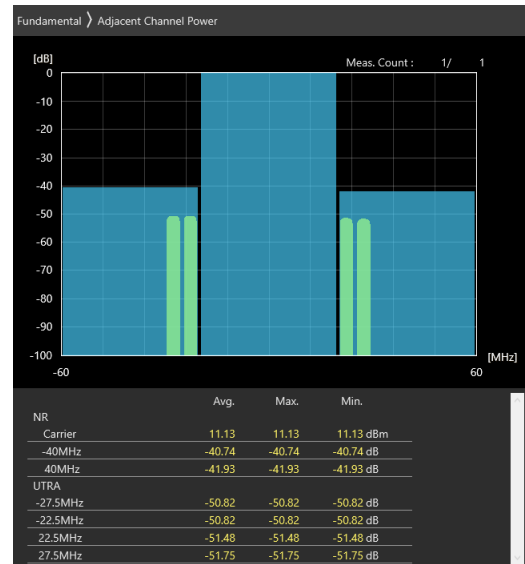 Fundamental 〉 Adjacent Channel Power
[dB]
Meas. Count : 1/ 1
0
-10
-20
-30
-40
-50
-60
-70
-80
-90
-100
[MHz]
-60 60
Avg. Max. Min.
NR
Carrier 11.13 11.13 11.13 dBm
-40MHz -40.74 -40.74 -40.74 dB
40MHz -41.93 -41.93 -41.93 dB
UTRA
-27.5MHz -50.82 -50.82 -50.82 dB
-22.5MHz -50.82 -50.82 -50.82 dB
22.5MHz -51.48 -51.48 -51.48 dB
27.5MHz -51.75 -51.75 -51.75 dB